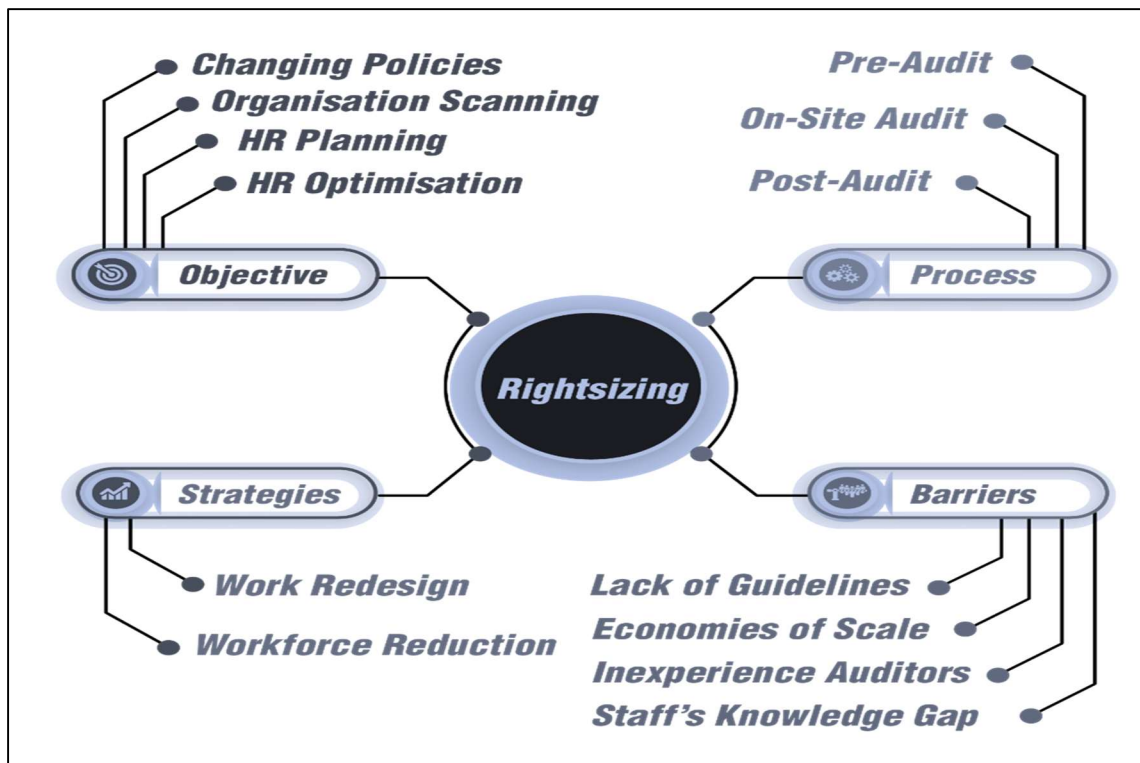 Changing Policies
Organisation Scanning
HR Planning
HR Optimisation
Objective
Pre-Audit
On-Site Audit
Post-Audit
Process
Rightsizing
Strategies
Work Redesign
Workforce Reduction
Barriers
Lack of Guidelines
Economies of Scale
Inexperience Auditors
Staff's Knowledge Gap